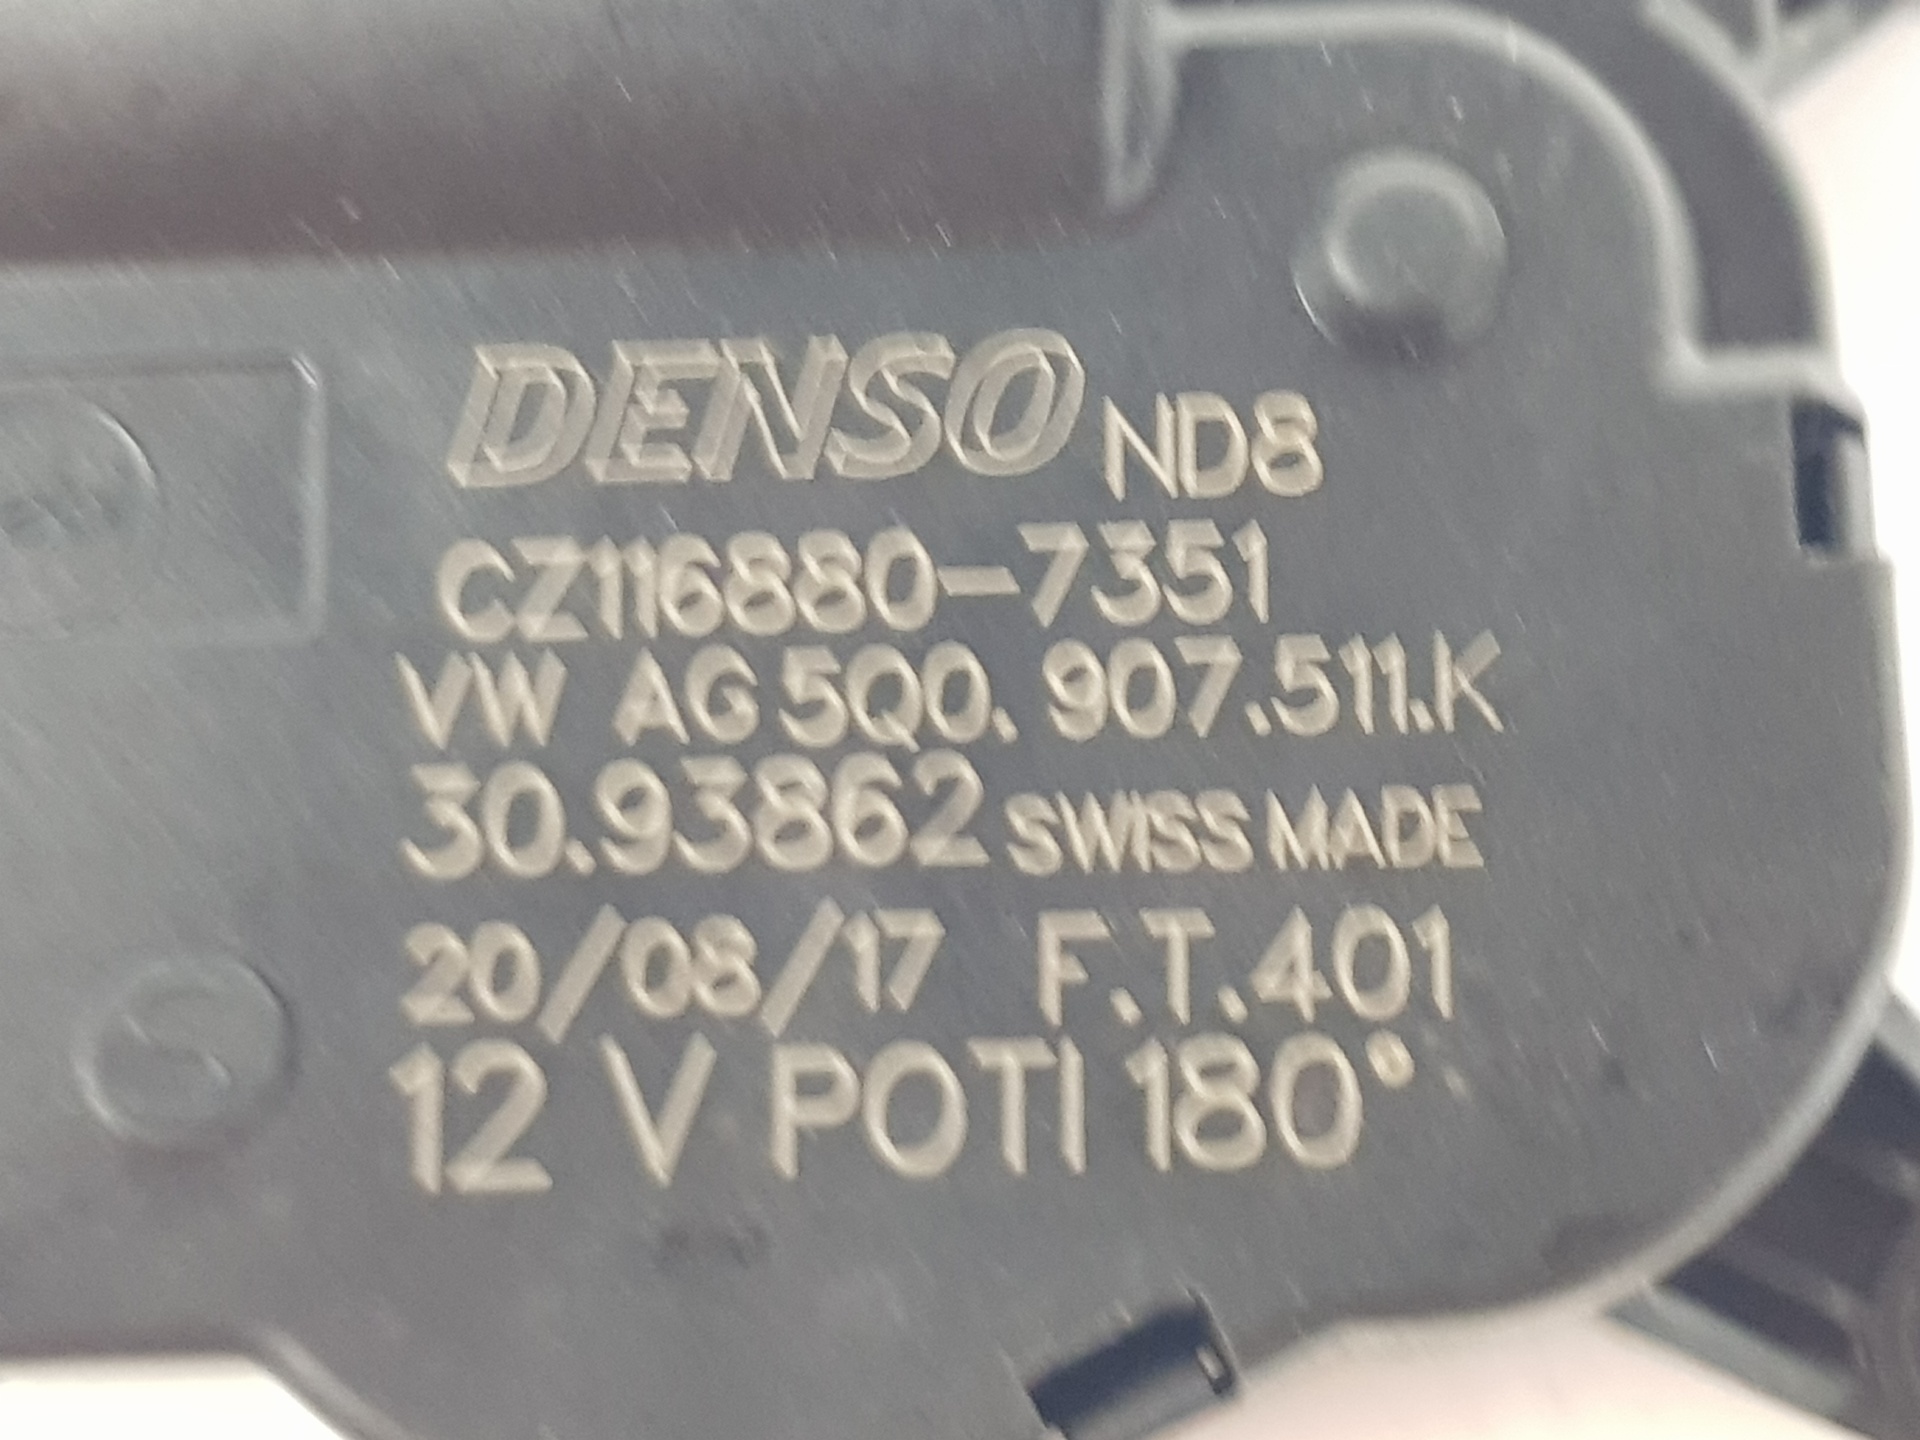 DENSO ND8
CZ116880-7351
VW AG 5Q0.907.511.K
30.93862 SWISS MADE
20/08/17 F.T.401
12 V POTI 180°